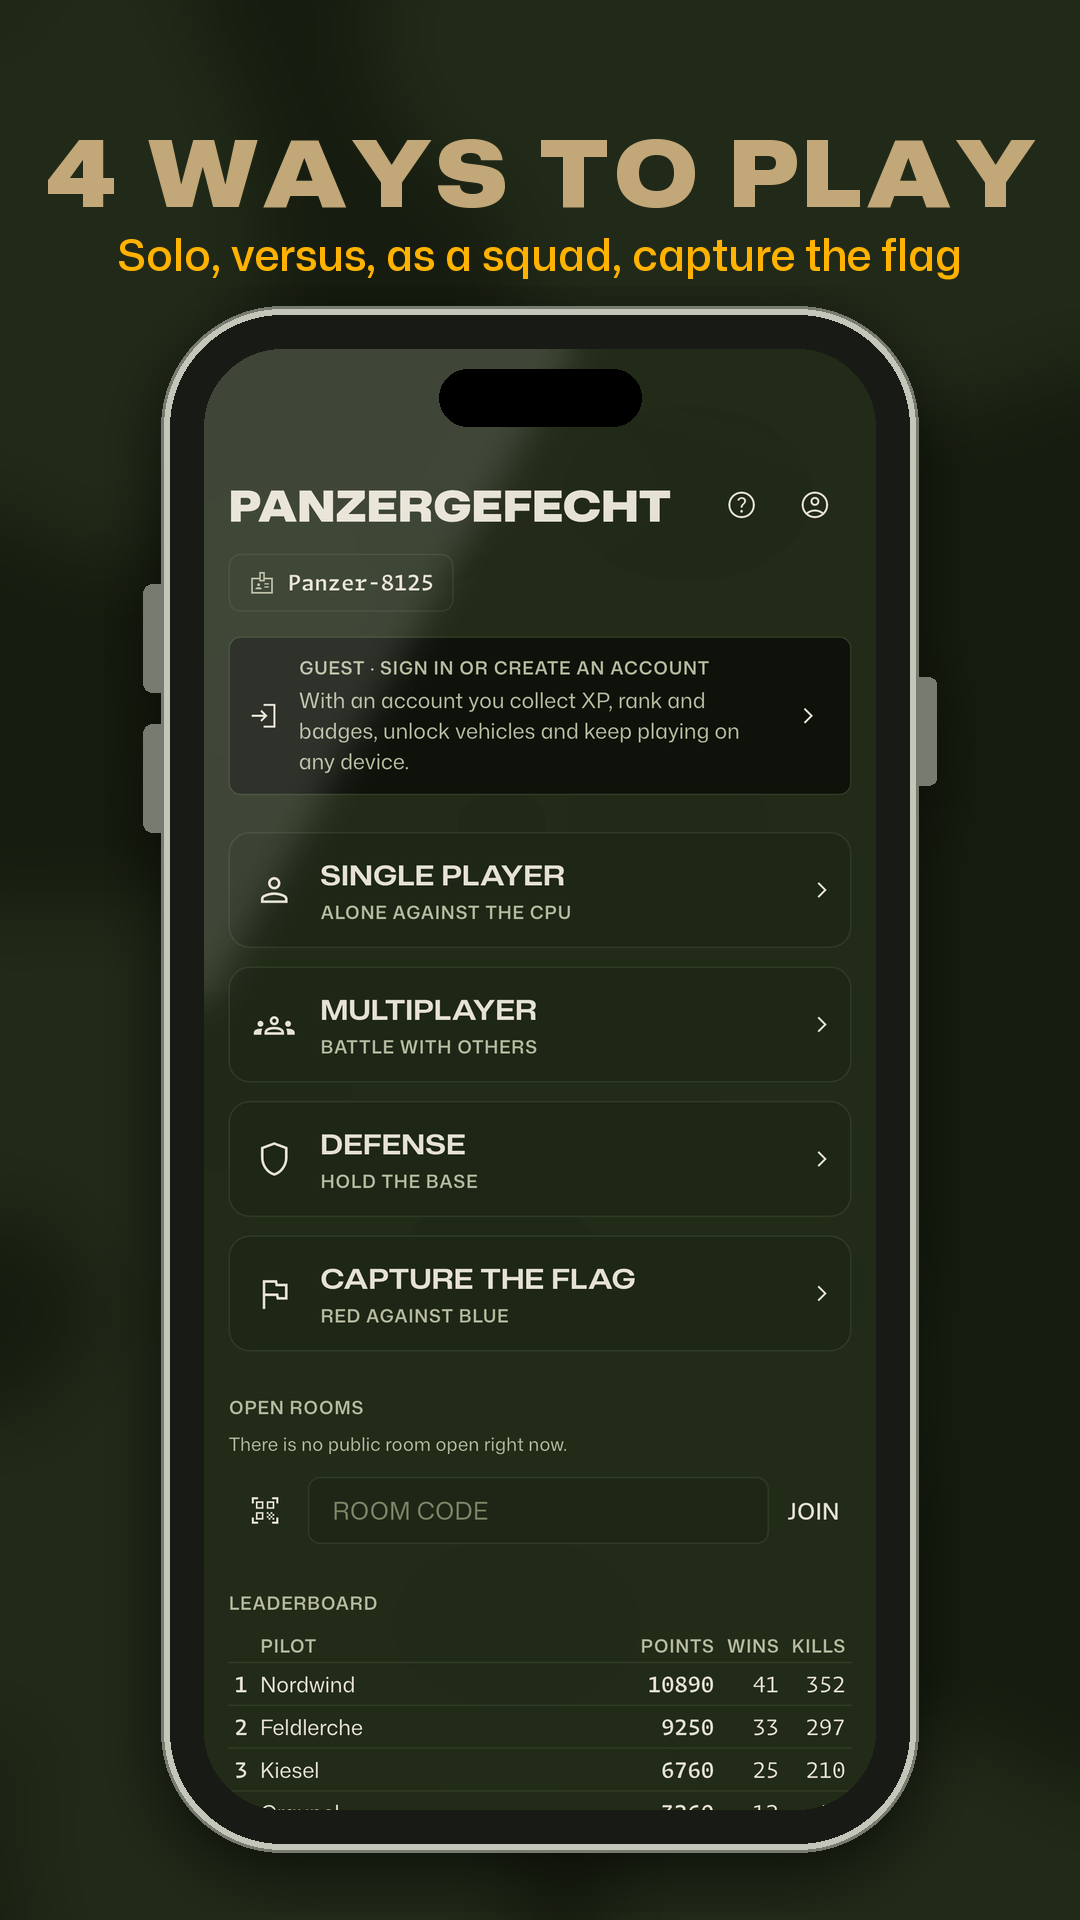 4 WAYS TO PLAY
Solo, versus, as a squad, capture the flag
PANZERGEFECHT
Panzer-8125
GUEST · SIGN IN OR CREATE AN ACCOUNT
With an account you collect XP, rank and
badges, unlock vehicles and keep playing on
any device.
SINGLE PLAYER
ALONE AGAINST THE CPU
MULTIPLAYER
BATTLE WITH OTHERS
DEFENSE
HOLD THE BASE
CAPTURE THE FLAG
RED AGAINST BLUE
OPEN ROOMS
There is no public room open right now.
ROOM CODE JOIN
LEADERBOARD
PILOT POINTS WINS KILLS
1 Nordwind 10890 41 352
2 Feldlerche 9250 33 297
3 Kiesel 6760 25 210